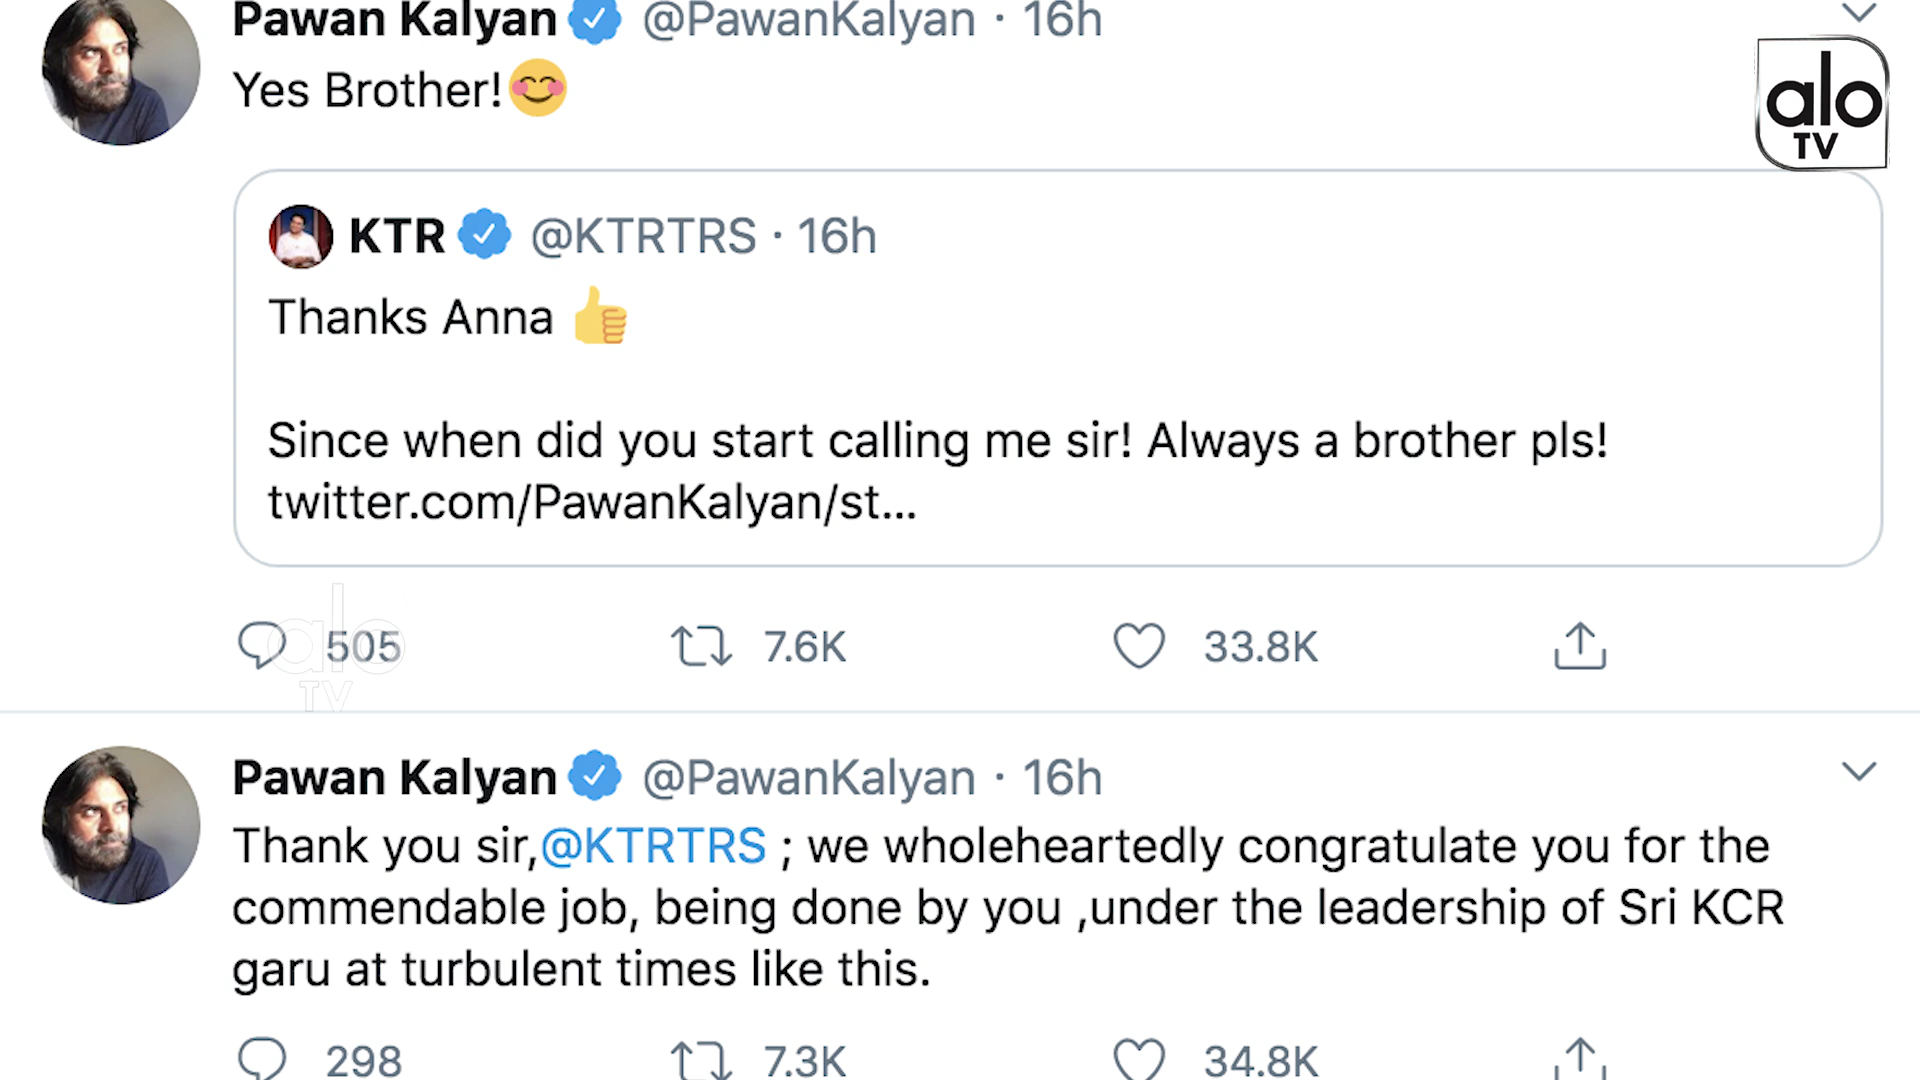 Pawan Kalyan @PawanKalyan · 16h
Yes Brother!😊
alo
TV
KTR @KTRTRS · 16h
Thanks Anna 👍
Since when did you start calling me sir! Always a brother pls!
twitter.com/PawanKalyan/st...
505 7.6K 33.8K
alo
TV
Pawan Kalyan @PawanKalyan · 16h
Thank you sir,@KTRTRS ; we wholeheartedly congratulate you for the
commendable job, being done by you ,under the leadership of Sri KCR
garu at turbulent times like this.
298 7.3K 34.8K